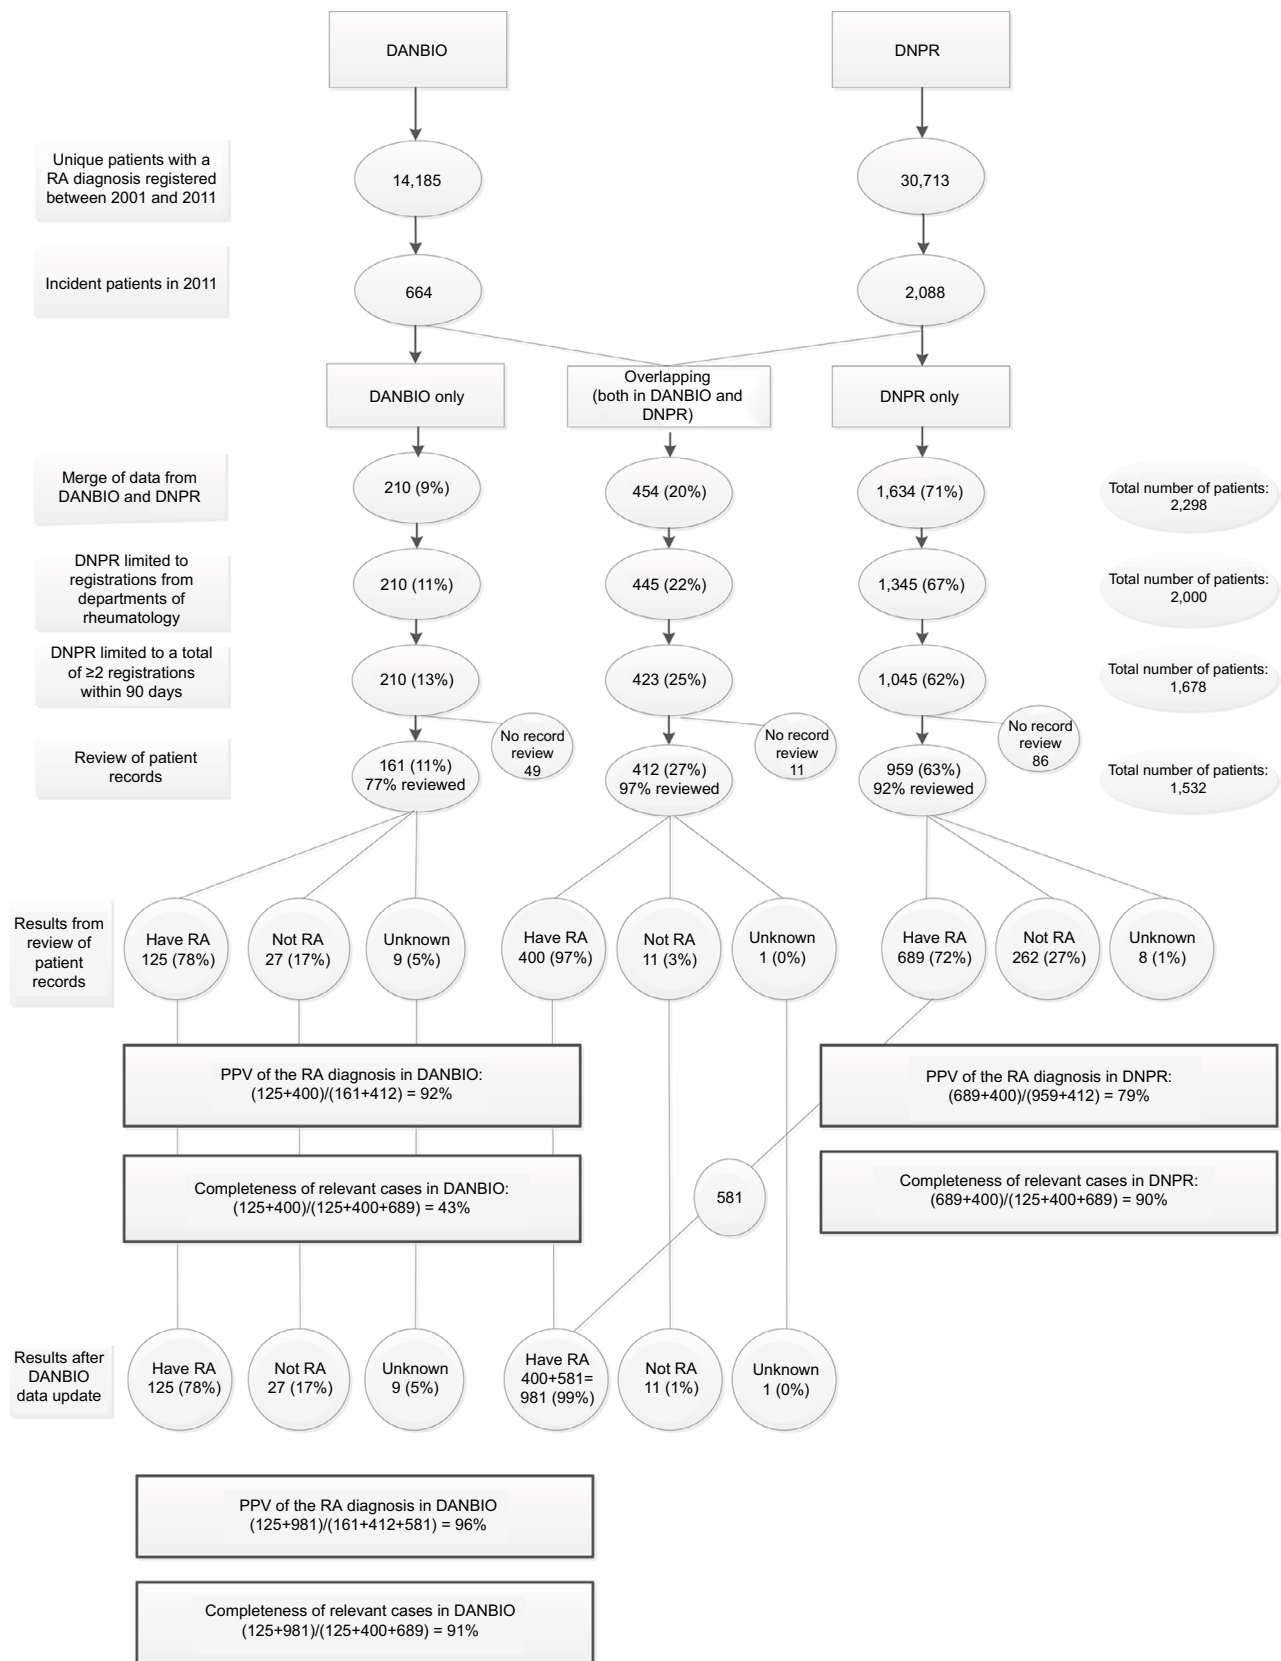 DANBIO
DNPR
Unique patients with a
RA diagnosis registered
between 2001 and 2011
14,185
30,713
Incident patients in 2011
664
2,088
DANBIO only
Overlapping
(both in DANBIO and
DNPR)
DNPR only
Merge of data from
DANBIO and DNPR
210 (9%)
454 (20%)
1,634 (71%)
Total number of patients:
2,298
DNPR limited to
registrations from
departments of
rheumatology
210 (11%)
445 (22%)
1,345 (67%)
Total number of patients:
2,000
DNPR limited to a total
of ≥2 registrations
within 90 days
210 (13%)
423 (25%)
1,045 (62%)
Total number of patients:
1,678
No record
review
49
No record
review
11
No record
review
86
Review of patient
records
161 (11%)
77% reviewed
412 (27%)
97% reviewed
959 (63%)
92% reviewed
Total number of patients:
1,532
Results from
review of
patient
records
Have RA
125 (78%)
Not RA
27 (17%)
Unknown
9 (5%)
Have RA
400 (97%)
Not RA
11 (3%)
Unknown
1 (0%)
Have RA
689 (72%)
Not RA
262 (27%)
Unknown
8 (1%)
PPV of the RA diagnosis in DANBIO:
(125+400)/(161+412) = 92%
PPV of the RA diagnosis in DNPR:
(689+400)/(959+412) = 79%
Completeness of relevant cases in DANBIO:
(125+400)/(125+400+689) = 43%
581
Completeness of relevant cases in DNPR:
(689+400)/(125+400+689) = 90%
Results after
DANBIO
data update
Have RA
125 (78%)
Not RA
27 (17%)
Unknown
9 (5%)
Have RA
400+581=
981 (99%)
Not RA
11 (1%)
Unknown
1 (0%)
PPV of the RA diagnosis in DANBIO
(125+981)/(161+412+581) = 96%
Completeness of relevant cases in DANBIO
(125+981)/(125+400+689) = 91%